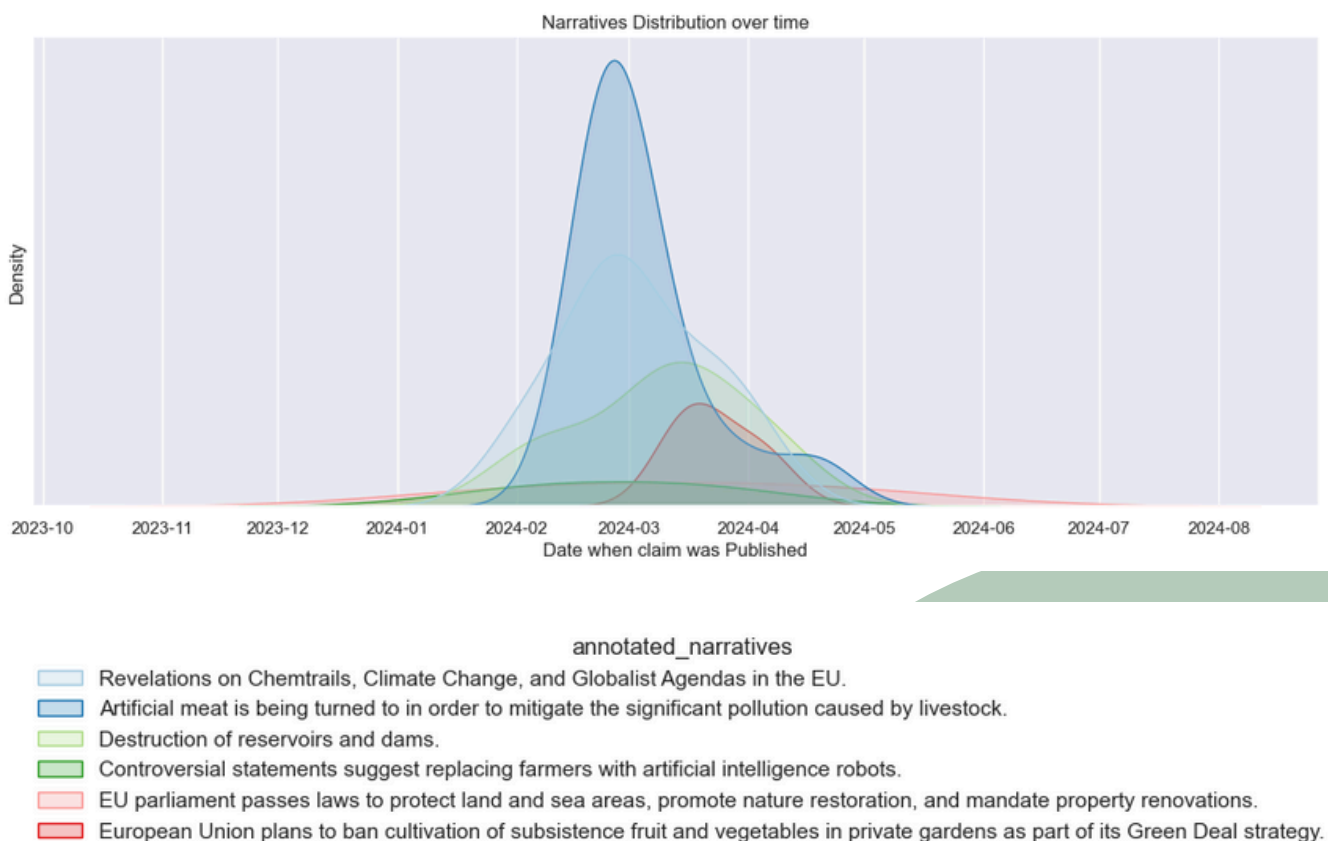 Narratives Distribution over time
Density
2023-10 2023-11 2023-12 2024-01 2024-02 2024-03 2024-04 2024-05 2024-06 2024-07 2024-08
Date when claim was Published
annotated_narratives
Revelations on Chemtrails, Climate Change, and Globalist Agendas in the EU.
Artificial meat is being turned to in order to mitigate the significant pollution caused by livestock.
Destruction of reservoirs and dams.
Controversial statements suggest replacing farmers with artificial intelligence robots.
EU parliament passes laws to protect land and sea areas, promote nature restoration, and mandate property renovations.
European Union plans to ban cultivation of subsistence fruit and vegetables in private gardens as part of its Green Deal strategy.